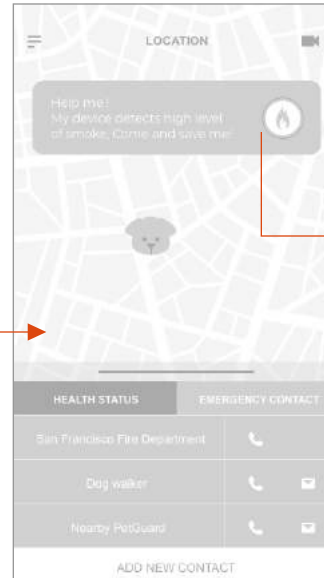 LOCATION
Help me!
My device detects high level
of smoke, Come and save me!
HEALTH STATUS
EMERGENCY CONTACT
San Francisco Fire Department
Dog walker
Nearby PetGuard
ADD NEW CONTACT